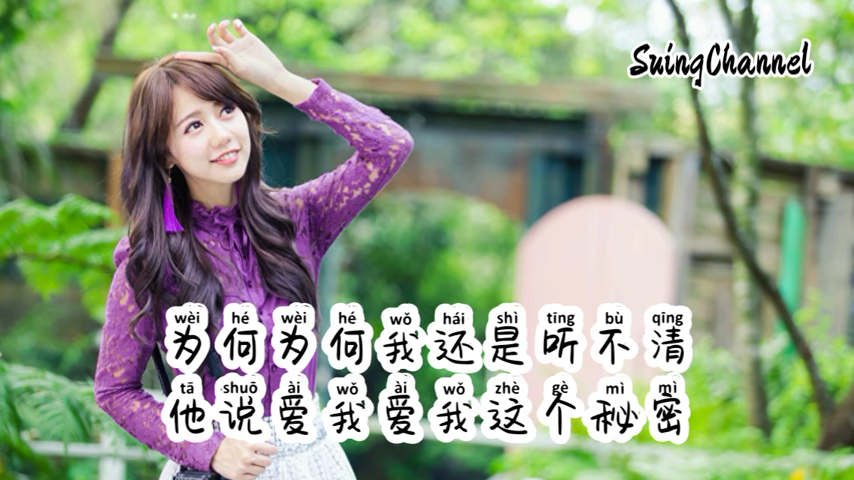 SuingChannel
wèi hé wèi hé wǒ hái shì tīng bù qīng
为何为何我还是听不清
tā shuō ài wǒ ài wǒ zhè gè mì mì
他说爱我爱我这个秘密